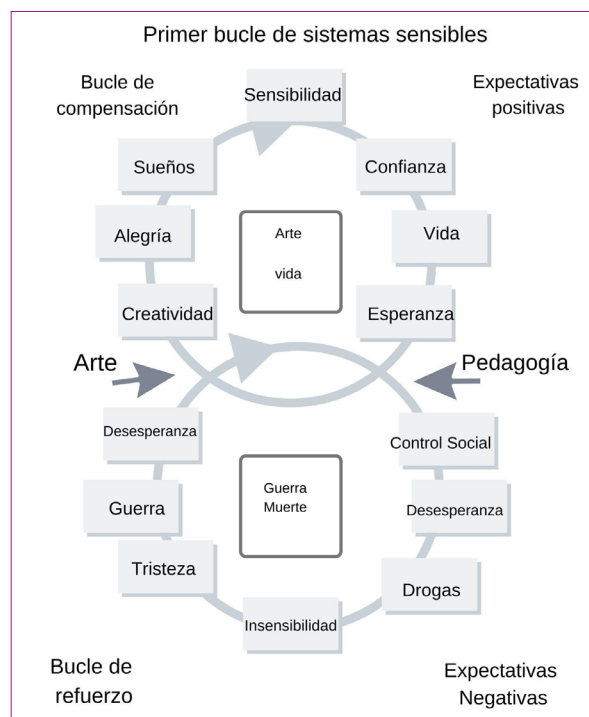 Primer bucle de sistemas sensibles
Bucle de
compensación
Expectativas
positivas
Sensibilidad
Sueños
Confianza
Alegría
Arte
vida
Vida
Creatividad
Esperanza
Arte
Pedagogía
Desesperanza
Control Social
Guerra
Guerra
Muerte
Desesperanza
Tristeza
Drogas
Insensibilidad
Bucle de
refuerzo
Expectativas
Negativas